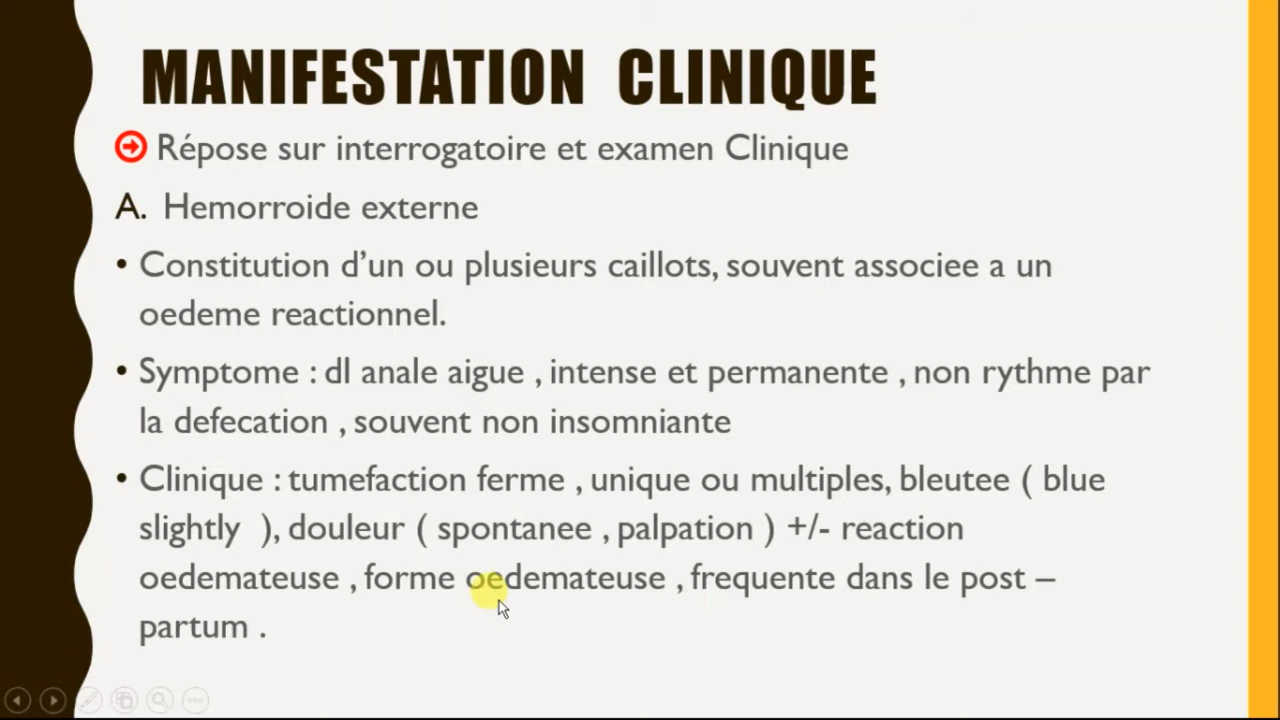 MANIFESTATION CLINIQUE
Répose sur interrogatoire et examen Clinique
A. Hemorroide externe
• Constitution d’un ou plusieurs caillots, souvent associee a un
oedeme reactionnel.
• Symptome : dl anale aigue , intense et permanente , non rythme par
la defecation , souvent non insomniante
• Clinique : tumefaction ferme , unique ou multiples, bleutee ( blue
slightly ), douleur ( spontanee , palpation ) +/- reaction
oedemateuse , forme oedemateuse , frequente dans le post –
partum .